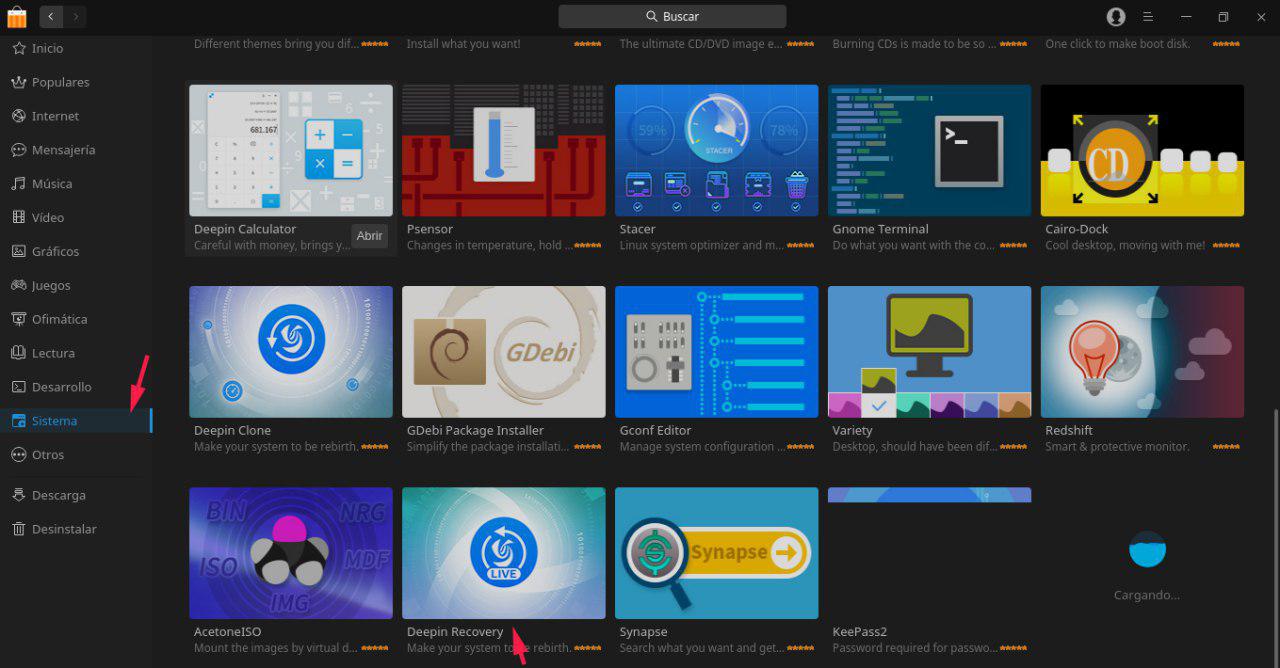 Buscar
Inicio
Populares
Internet
Mensajería
Música
Vídeo
Gráficos
Juegos
Ofimática
Lectura
Desarrollo
Sistema
Otros
Descarga
Desinstalar
Different themes bring you dif...
Install what you want!
The ultimate CD/DVD image e...
Burning CDs is made to be so ...
One click to make boot disk.
681.167
59%
STACER
78%
>_
CD
Deepin Calculator
Careful with money, brings y...
Abrir
Psensor
Changes in temperature, hold ...
Stacer
Linux system optimizer and m...
Gnome Terminal
Do what you want with the co...
Cairo-Dock
Cool desktop, moving with me!
GDebi
Deepin Clone
Make your system to be rebirth.
GDebi Package Installer
Simplify the package installati...
Gconf Editor
Manage system configuration ...
Variety
Desktop, should have been dif...
Redshift
Smart & protective monitor.
BIN
NRG
ISO
MDF
IMG
LIVE
Synapse
Cargando...
AcetoneISO
Mount the images by virtual d...
Deepin Recovery
Make your system to be rebirth.
Synapse
Search what you want and get...
KeePass2
Password required for passwo...